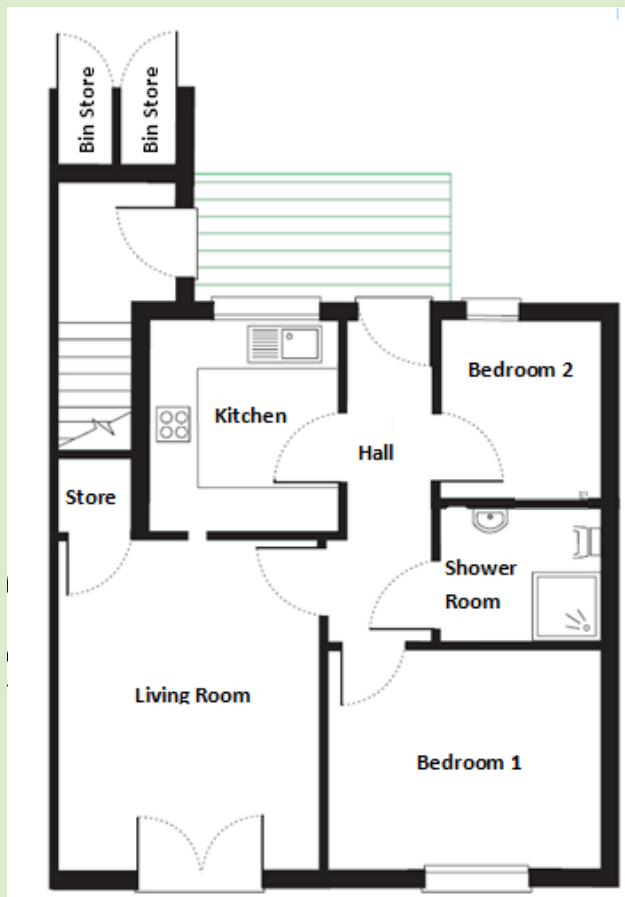 Bin Store
Bin Store
Bedroom 2
Kitchen
Hall
Store
Shower
Room
Living Room
Bedroom 1